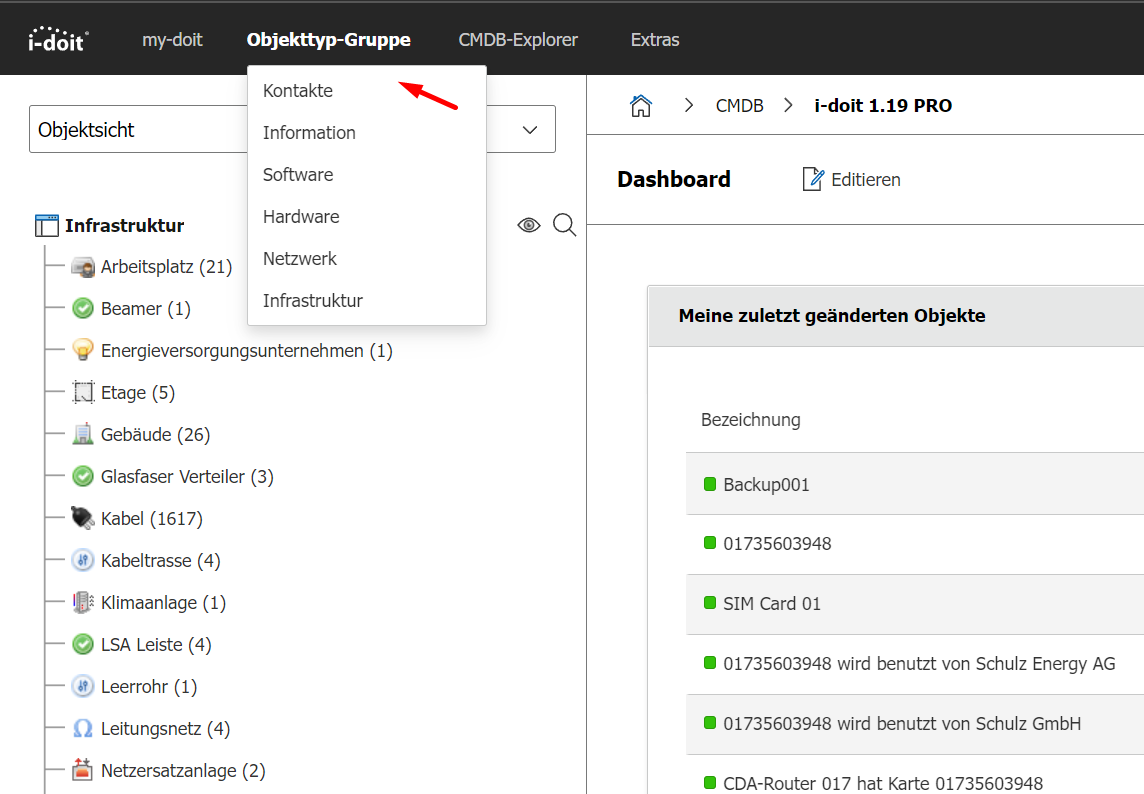 i-doit®
my-doit
Objekttyp-Gruppe
CMDB-Explorer
Extras
Kontakte
Information
Software
Hardware
Netzwerk
Infrastruktur
Objektsicht
Infrastruktur
Arbeitsplatz (21)
Beamer (1)
Energieversorgungsunternehmen (1)
Etage (5)
Gebäude (26)
Glasfaser Verteiler (3)
Kabel (1617)
Kabeltrasse (4)
Klimaanlage (1)
LSA Leiste (4)
Leerrohr (1)
Leitungsnetz (4)
Netzersatzanlage (2)
CMDB
i-doit 1.19 PRO
Dashboard
Editieren
Meine zuletzt geänderten Objekte
Bezeichnung
Backup001
01735603948
SIM Card 01
01735603948 wird benutzt von Schulz Energy AG
01735603948 wird benutzt von Schulz GmbH
CDA-Router 017 hat Karte 01735603948